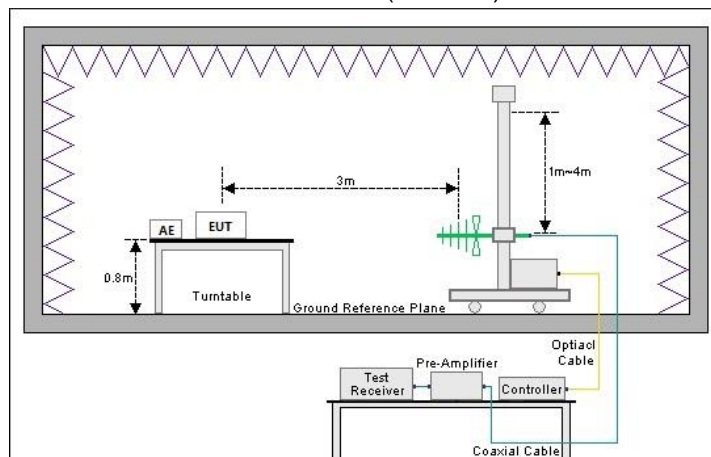 1m~4m
3m
AE
EUT
0.8m
Turntable
Ground Reference Plane
Optiacl
Cable
Pre-Amplifier
Test
Receiver
Controller
Coaxial Cable